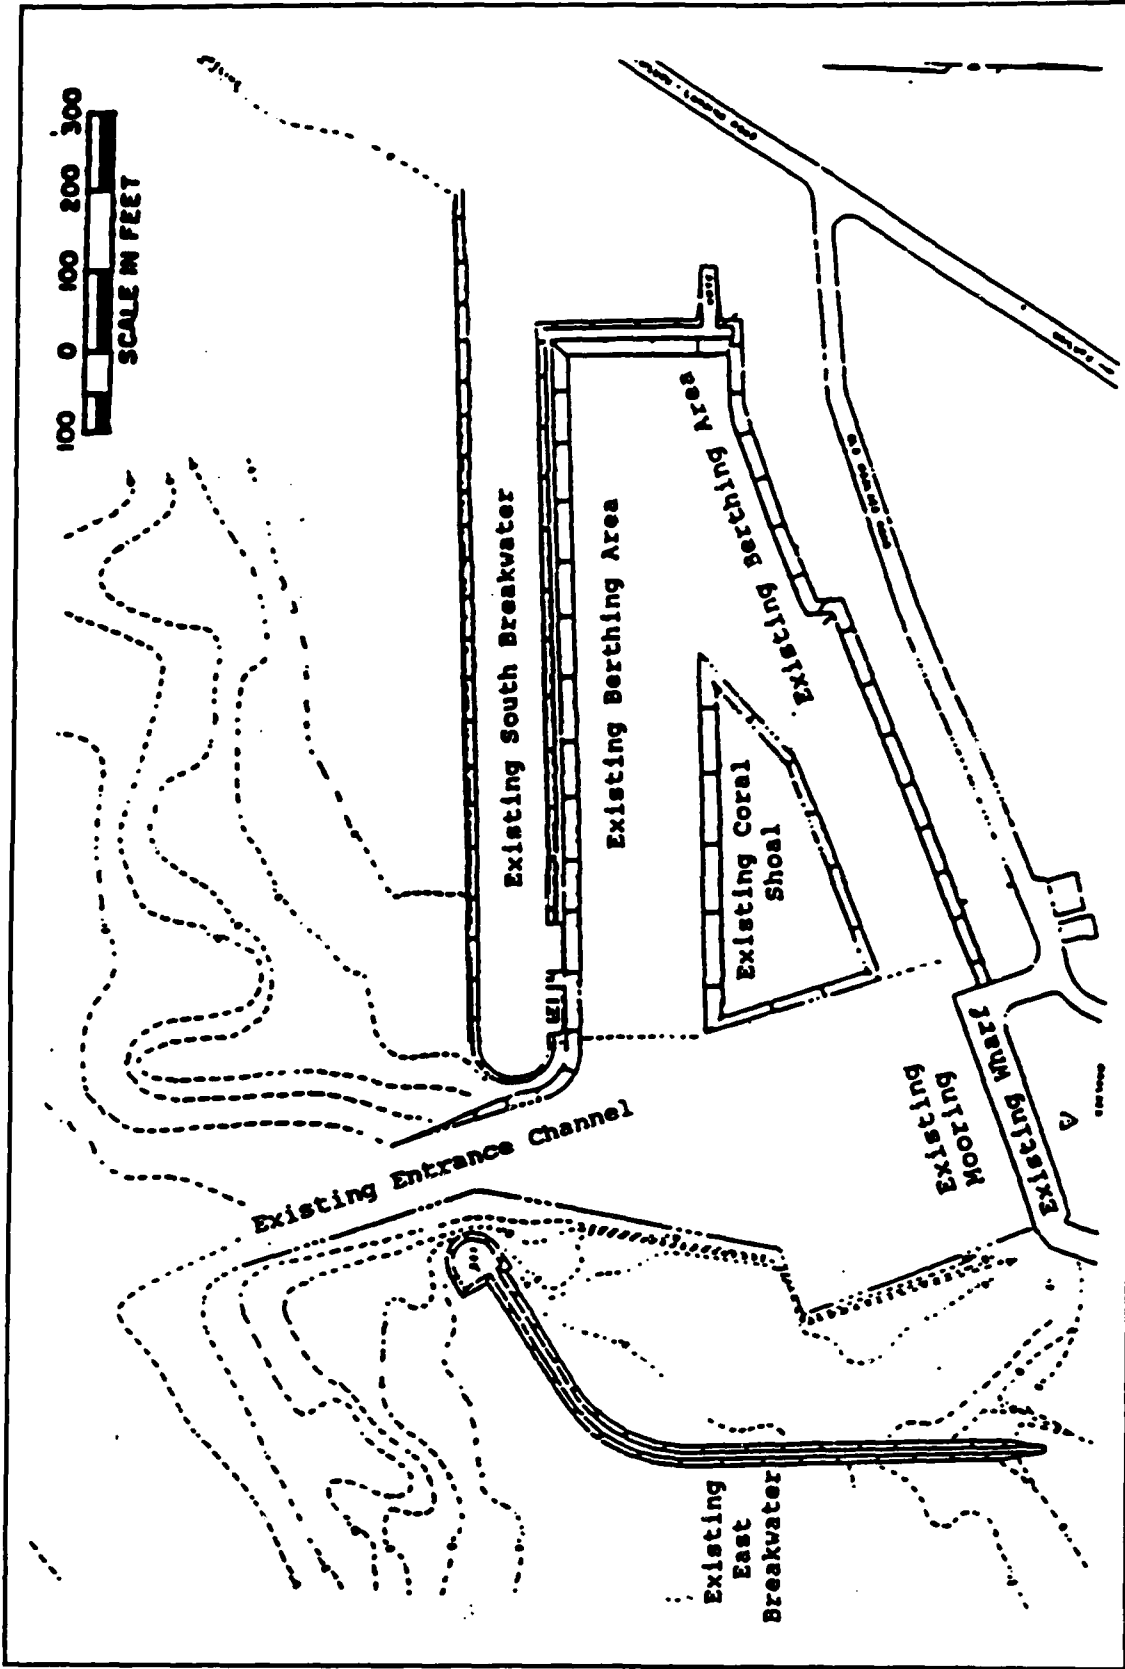 100 0 100 200 300
SCALE IN FEET
Existing South Breakwater
Existing Berthing Area
Existing Berthing Area
Existing Coral
Shoal
Existing Entrance Channel
Existing
Mooring
Existing Wharf
Existing
East
Breakwater